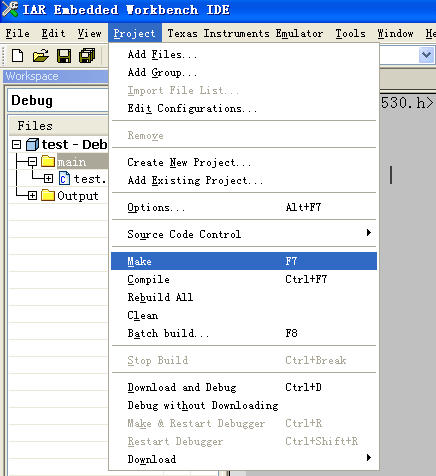 IAR Embedded Workbench IDE
File Edit View Project Texas Instruments Emulator Tools Window
Workspace
Debug
530.h>
Files
test - Deb
main
test.
Output
Add Files...
Add Group...
Import File List...
Edit Configurations...
Remove
Create New Project...
Add Existing Project...
Options... Alt+F7
Source Code Control
Make F7
Compile Ctrl+F7
Rebuild All
Clean
Batch build... F8
Stop Build Ctrl+Break
Download and Debug Ctrl+D
Debug without Downloading
Make & Restart Debugger Ctrl+R
Restart Debugger Ctrl+Shift+R
Download